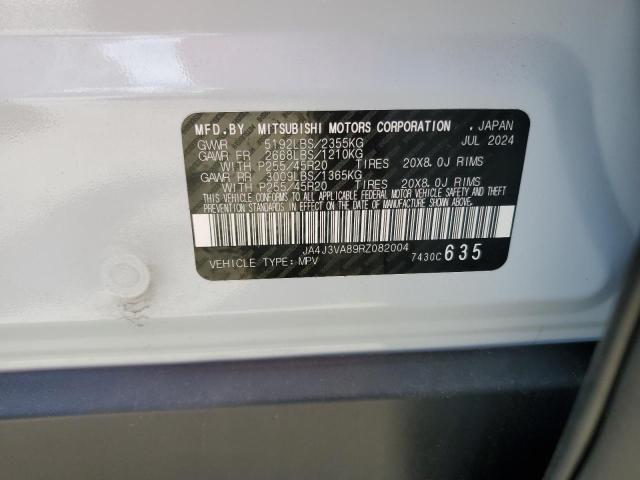 MFD.BY MITSUBISHI MOTORS CORPORATION , JAPAN
GVWR 5192LBS/2355KG JUL 2024
GAWR FR 2668LBS/1210KG
WITH P255/45R20 TIRES 20X8.0J RIMS
GAWR RR 3009LBS/1365KG
WITH P255/45R20 TIRES 20X8.0J RIMS
THIS VEHICLE CONFORMS TO ALL APPLICABLE FEDERAL MOTOR VEHICLE SAFETY AND THEFT
PREVENTION STANDARDS IN EFFECT ON THE DATE OF MANUFACTURE SHOWN ABOVE.
JA4J3VA89RZ082004
VEHICLE TYPE: MPV 7430C 635